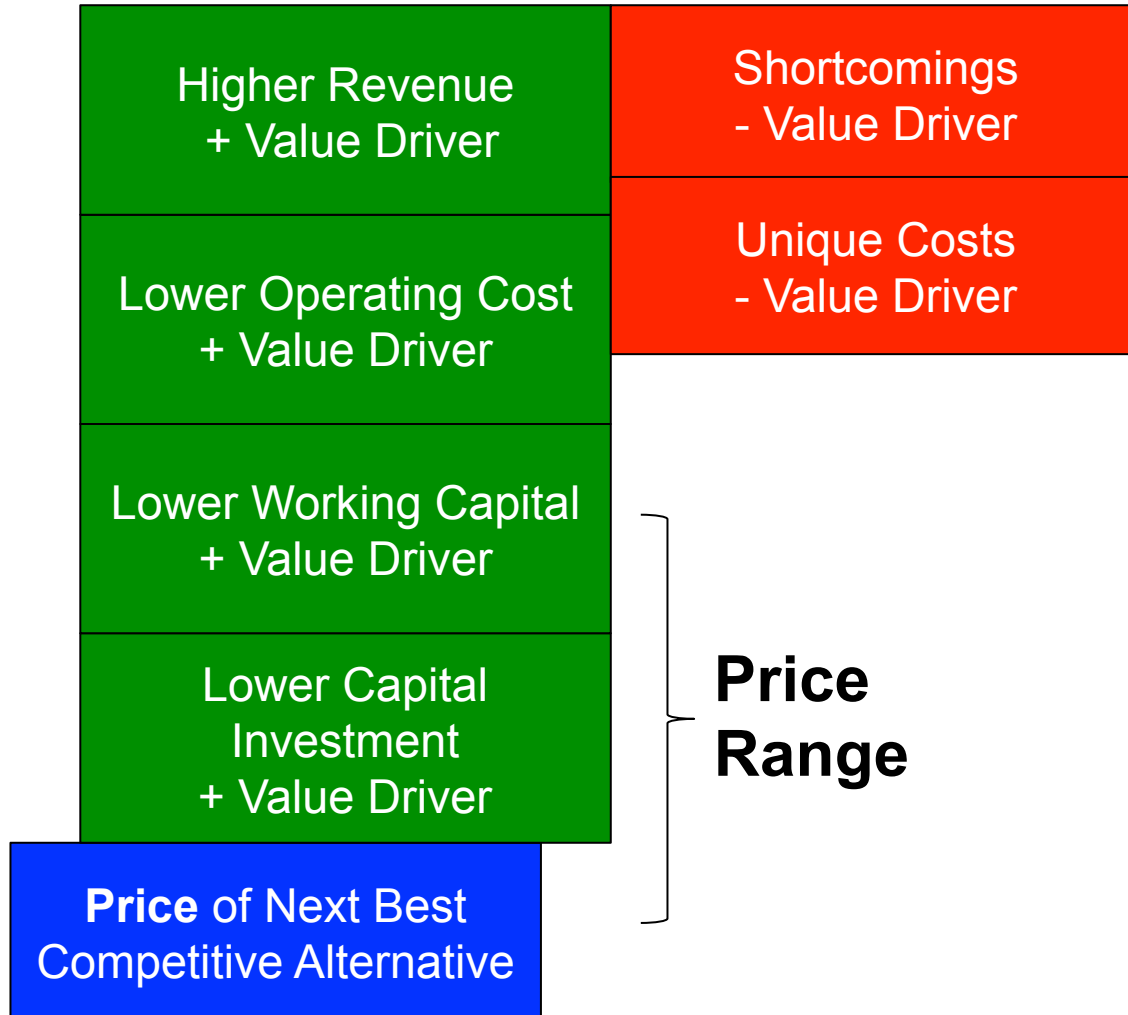 Higher Revenue
+ Value Driver
Shortcomings
- Value Driver
Unique Costs
- Value Driver
Lower Operating Cost
+ Value Driver
Lower Working Capital
+ Value Driver
Lower Capital
Investment
+ Value Driver
Price
Range
Price of Next Best
Competitive Alternative